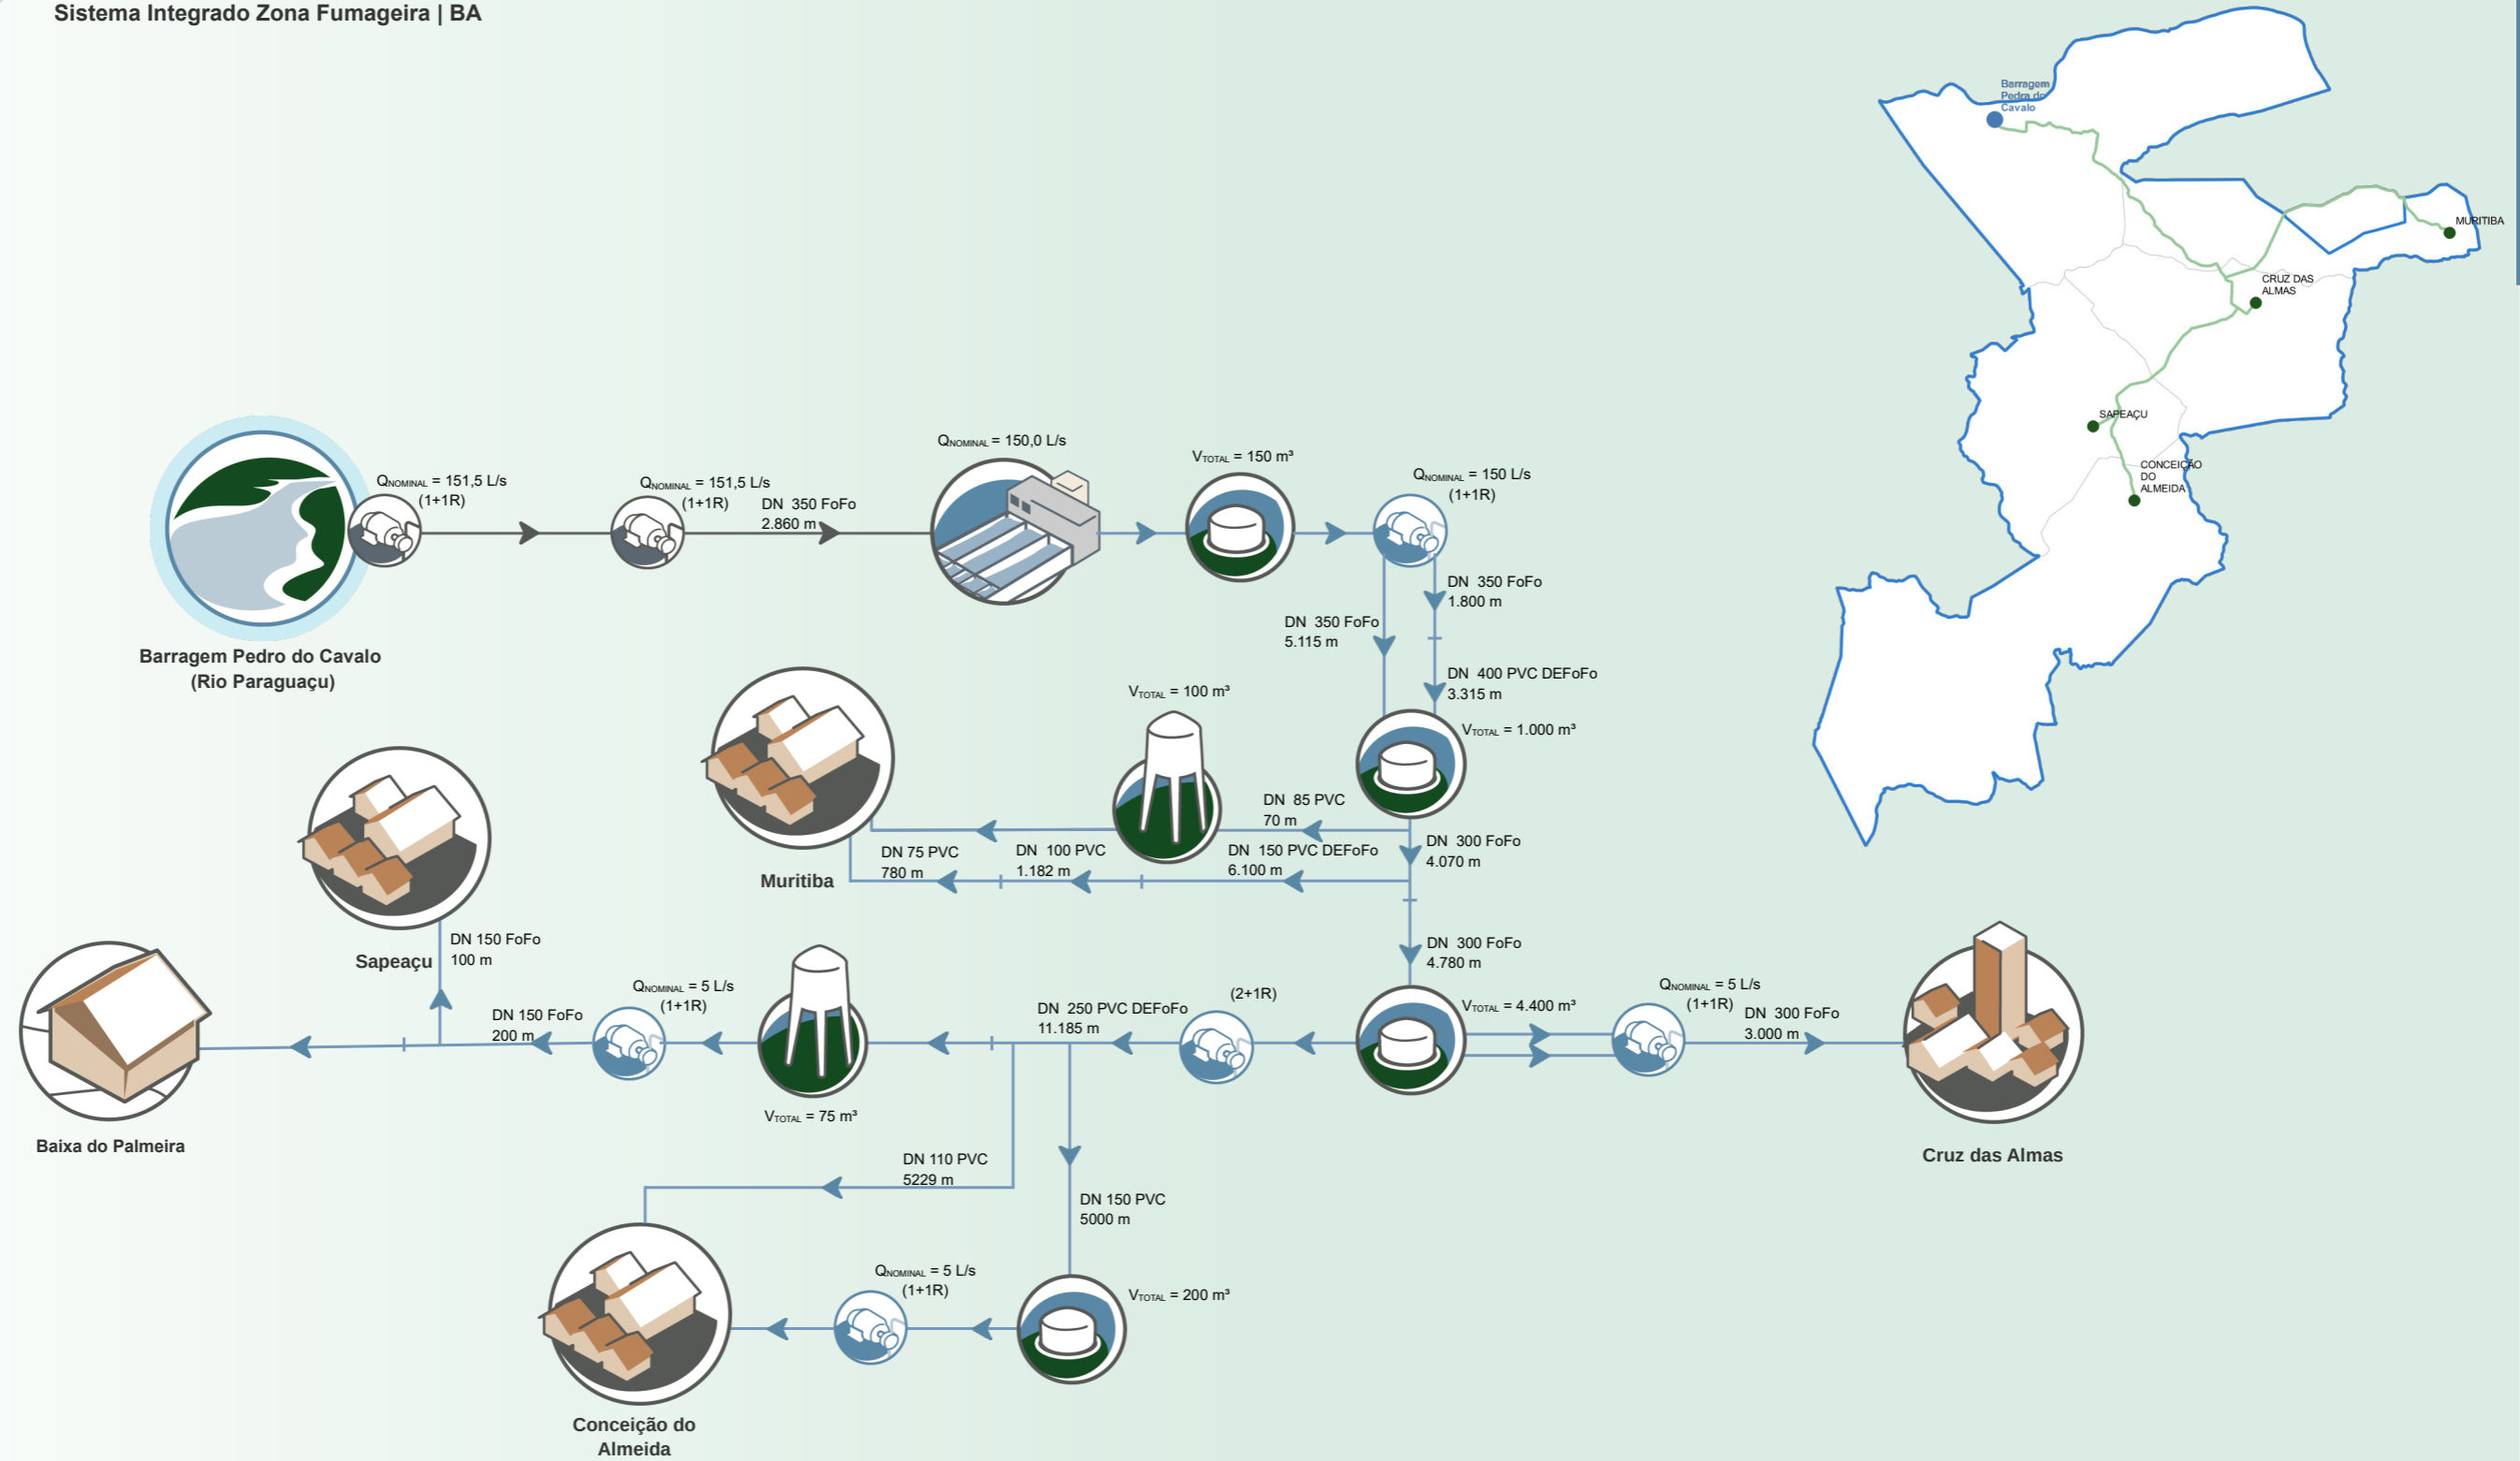 Sistema Integrado Zona Fumageira | BA
Barragem
Pedra do
Cavalo
MURITIBA
CRUZ DAS
ALMAS
SAPEAÇU
CONCEIÇÃO
DO
ALMEIDA
QNOMINAL = 151,5 L/s
(1+1R)
QNOMINAL = 151,5 L/s
(1+1R)
DN 350 FoFo
2.860 m
QNOMINAL = 150,0 L/s
VTOTAL = 150 m³
QNOMINAL = 150 L/s
(1+1R)
Barragem Pedro do Cavalo
(Rio Paraguaçu)
DN 350 FoFo
5.115 m
DN 350 FoFo
1.800 m
DN 400 PVC DEFoFo
3.315 m
VTOTAL = 100 m³
VTOTAL = 1.000 m³
DN 85 PVC
70 m
DN 75 PVC
780 m
DN 100 PVC
1.182 m
DN 150 PVC DEFoFo
6.100 m
DN 300 FoFo
4.070 m
Muritiba
DN 300 FoFo
4.780 m
Sapeaçu
DN 150 FoFo
100 m
DN 150 FoFo
200 m
QNOMINAL = 5 L/s
(1+1R)
DN 250 PVC DEFoFo
11.185 m
(2+1R)
VTOTAL = 4.400 m³
QNOMINAL = 5 L/s
(1+1R)
DN 300 FoFo
3.000 m
VTOTAL = 75 m³
Baixa do Palmeira
Cruz das Almas
DN 110 PVC
5229 m
DN 150 PVC
5000 m
QNOMINAL = 5 L/s
(1+1R)
VTOTAL = 200 m³
Conceição do
Almeida